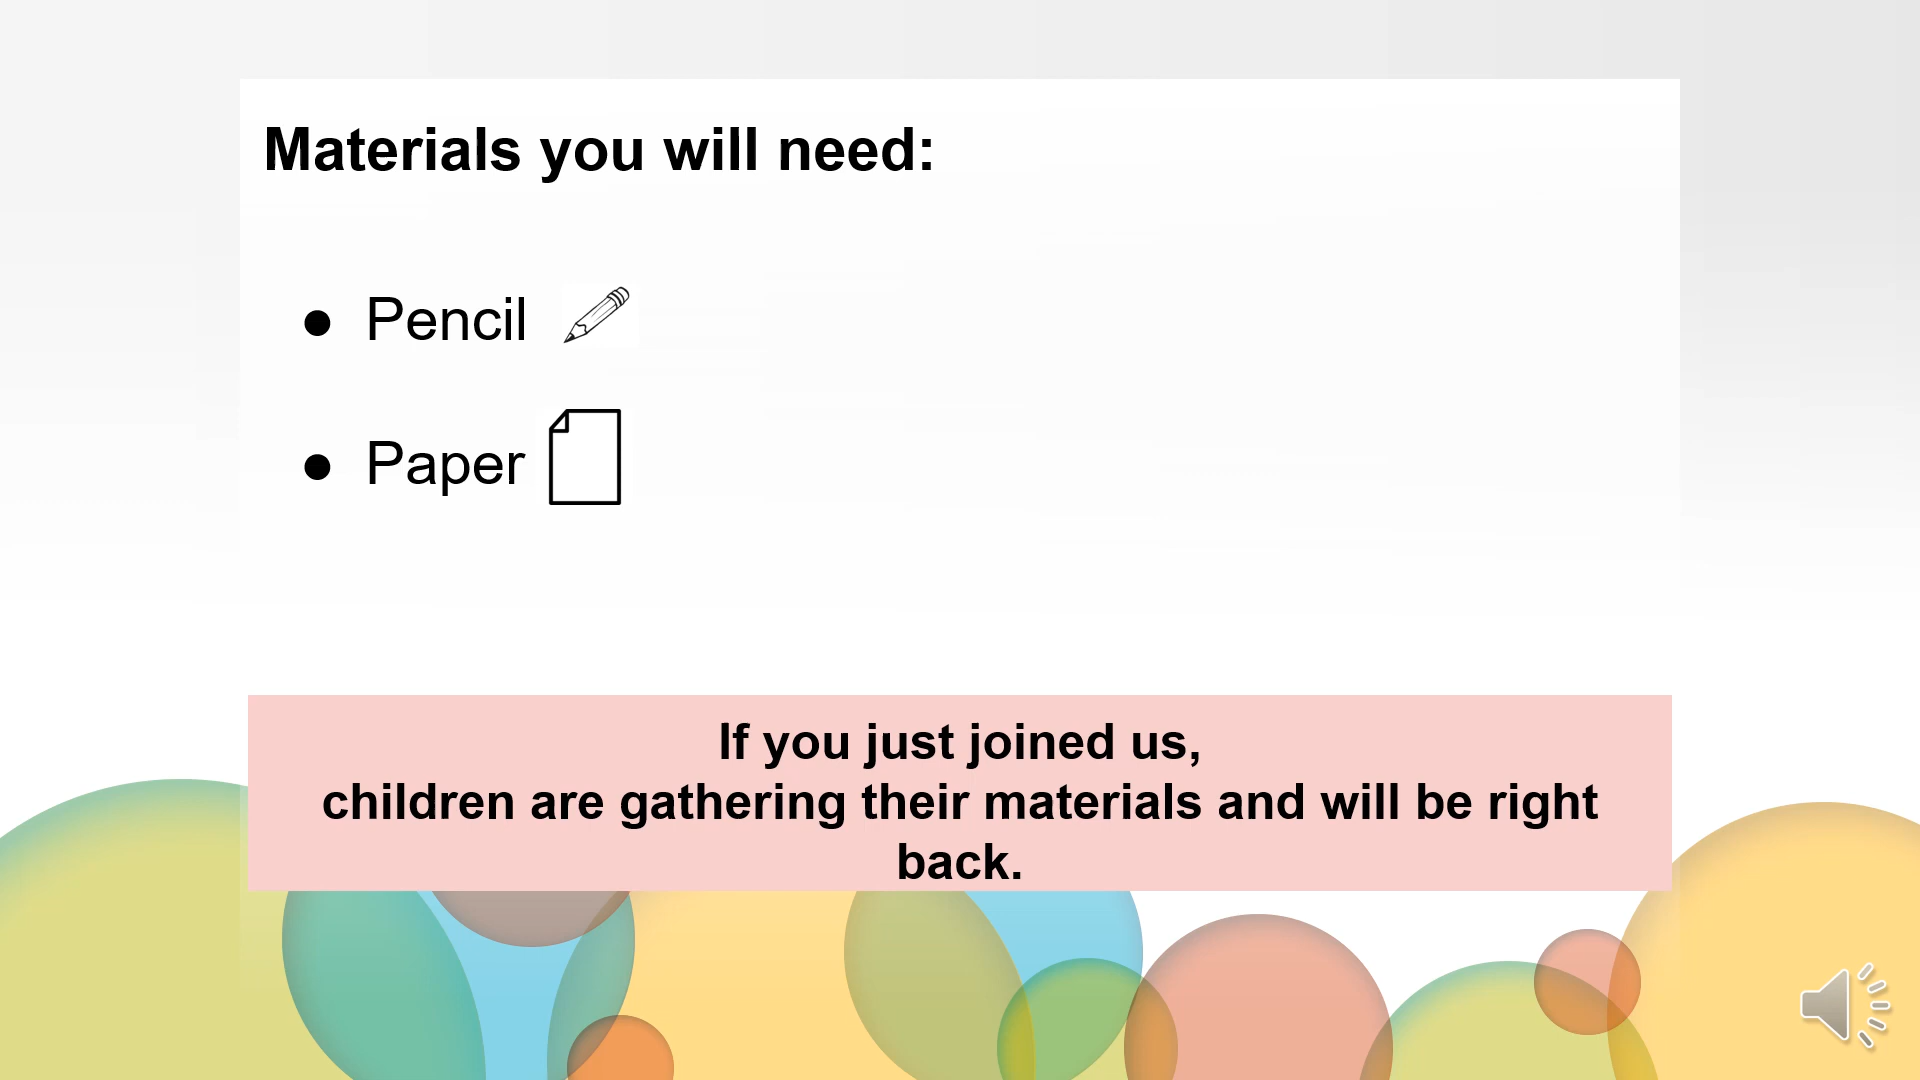 Materials you will need:
● Pencil
● Paper
If you just joined us,
children are gathering their materials and will be right
back.